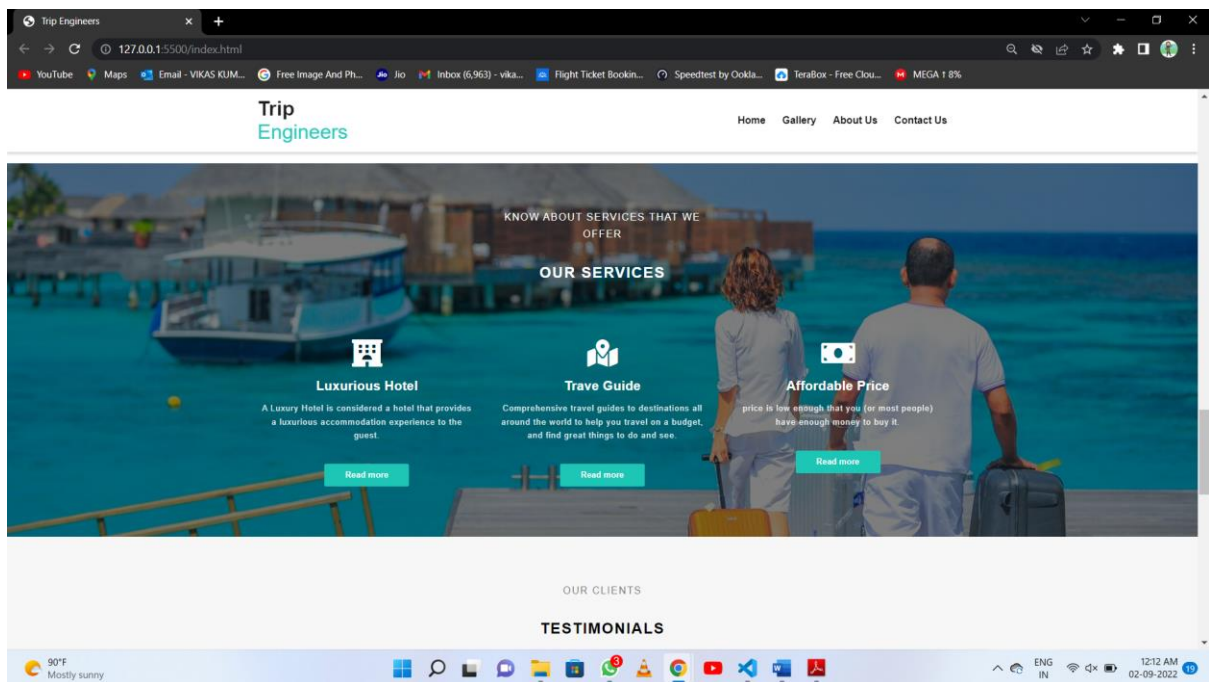 Trip Engineers
127.0.0.1:5500/index.html
YouTube Maps Email - VIKAS KUM... Free Image And Ph... Jio Inbox (6,963) - vika... Flight Ticket Bookin... Speedtest by Ookla... TeraBox - Free Clou... MEGA ↑ 8%
Trip
Engineers
Home Gallery About Us Contact Us
KNOW ABOUT SERVICES THAT WE
OFFER
OUR SERVICES
Luxurious Hotel
A Luxury Hotel is considered a hotel that provides
a luxurious accommodation experience to the
guest.
Read more
Trave Guide
Comprehensive travel guides to destinations all
around the world to help you travel on a budget,
and find great things to do and see.
Read more
Affordable Price
price is low enough that you (or most people)
have enough money to buy it.
Read more
OUR CLIENTS
TESTIMONIALS
90°F
Mostly sunny
3
ENG
IN
12:12 AM
02-09-2022
19